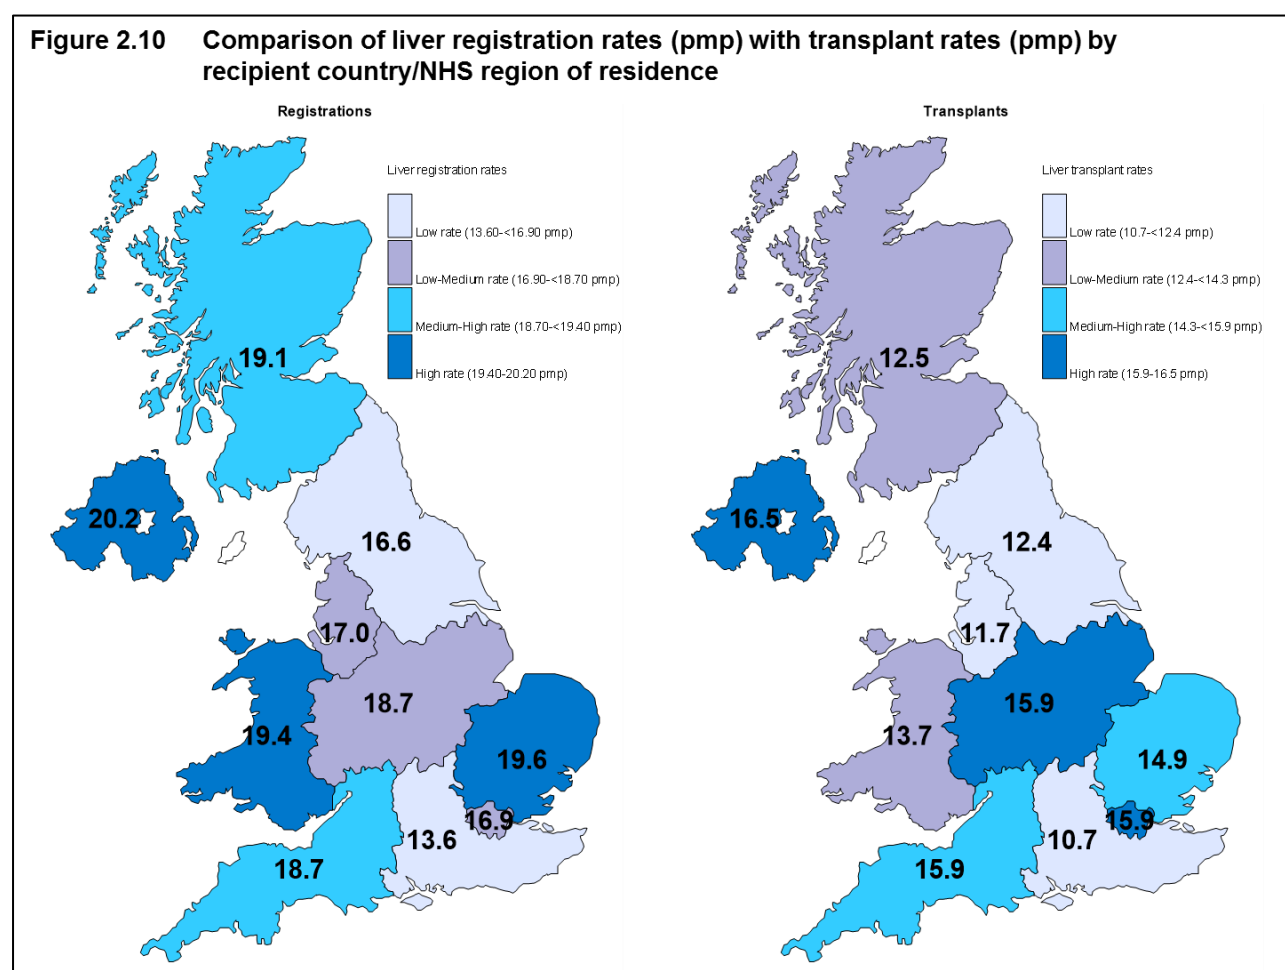 Figure 2.10 Comparison of liver registration rates (pmp) with transplant rates (pmp) by
recipient country/NHS region of residence
Registrations
Liver registration rates
Low rate (13.60-<16.90 pmp)
Low-Medium rate (16.90-<18.70 pmp)
Medium-High rate (18.70-<19.40 pmp)
High rate (19.40-20.20 pmp)
19.1
20.2
16.6
17.0
18.7
19.4
19.6
16.9
13.6
18.7
Transplants
Liver transplant rates
Low rate (10.7-<12.4 pmp)
Low-Medium rate (12.4-<14.3 pmp)
Medium-High rate (14.3-<15.9 pmp)
High rate (15.9-16.5 pmp)
12.5
16.5
12.4
11.7
15.9
13.7
14.9
15.9
10.7
15.9